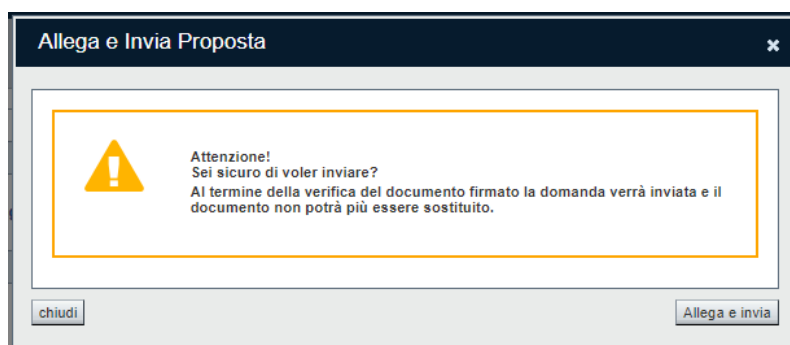 Allega e Invia Proposta
Attenzione!
Sei sicuro di voler inviare?
Al termine della verifica del documento firmato la domanda verrà inviata e il
documento non potrà più essere sostituito.
chiudi
Allega e invia